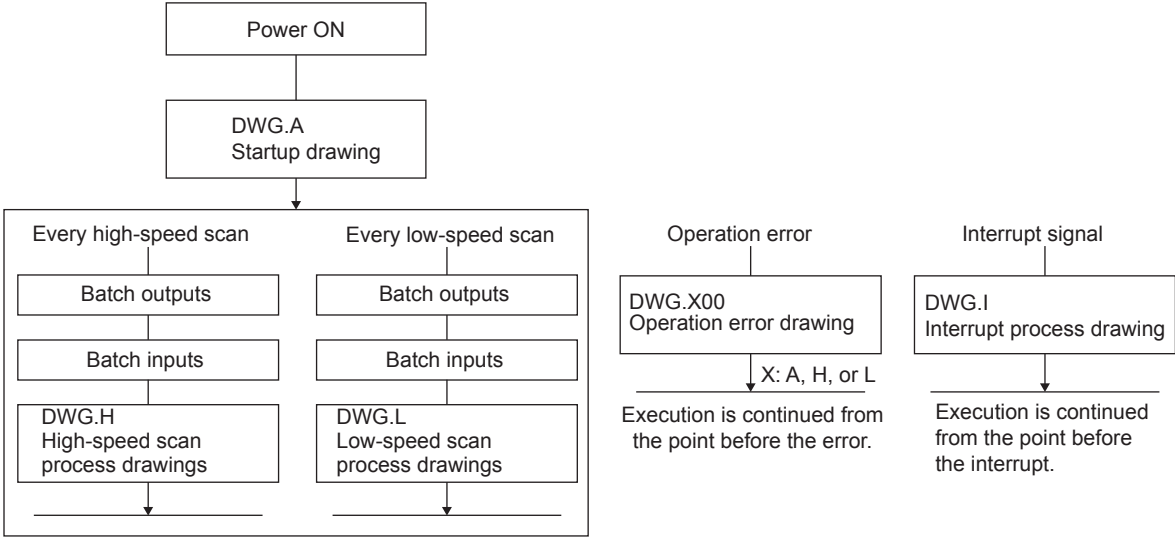 Power ON
DWG.A
Startup drawing
Every high-speed scan
Batch outputs
Batch inputs
DWG.H
High-speed scan
process drawings
Every low-speed scan
Batch outputs
Batch inputs
DWG.L
Low-speed scan
process drawings
Operation error
DWG.X00
Operation error drawing
X: A, H, or L
Execution is continued from
the point before the error.
Interrupt signal
DWG.I
Interrupt process drawing
Execution is continued
from the point before
the interrupt.